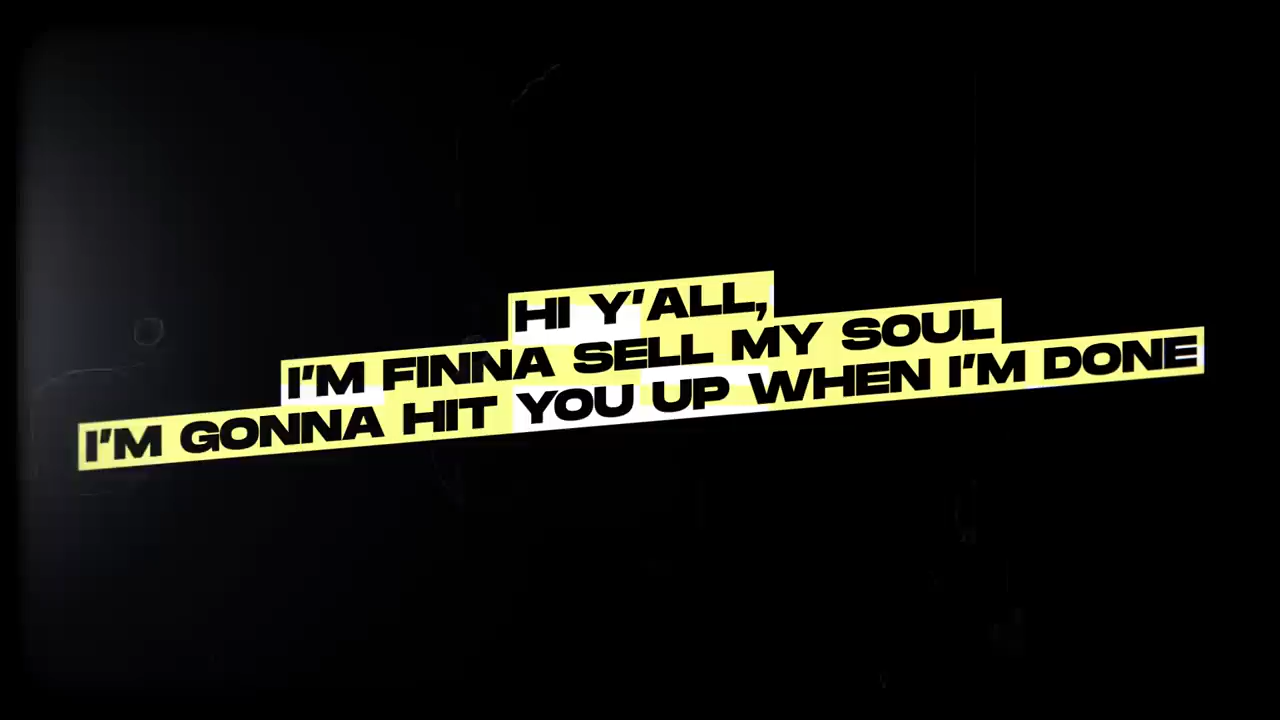 HI Y'ALL,
I'M FINNA SELL MY SOUL
I'M GONNA HIT YOU UP WHEN I'M DONE